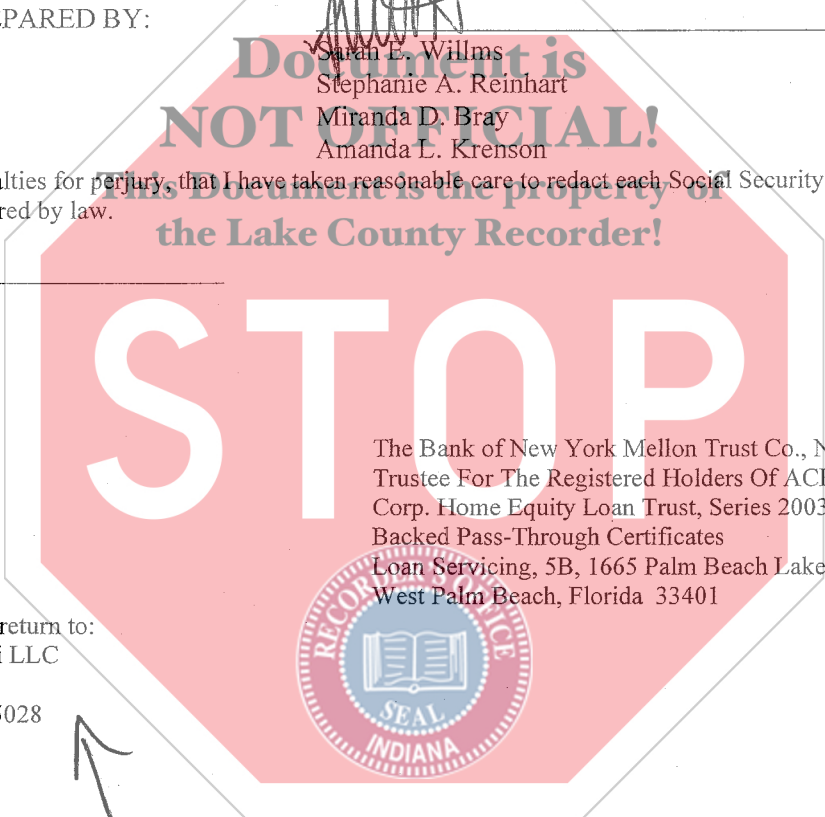 PARED BY:
Sarah E. Willms
Document is
Stephanie A. Reinhart
NOT OFFICIAL!
Miranda D. Bray
Amanda L. Krenson
alties for perjury, that I have taken reasonable care to redact each Social Security
This Document is the property of
red by law.
the Lake County Recorder!
STOP
The Bank of New York Mellon Trust Co., N
Trustee For The Registered Holders Of ACE
Corp. Home Equity Loan Trust, Series 2003
Backed Pass-Through Certificates
Loan Servicing, 5B, 1665 Palm Beach Lake
West Palm Beach, Florida 33401
RECORDER'S OFFICE
SEAL
INDIANA
return to:
i LLC
5028